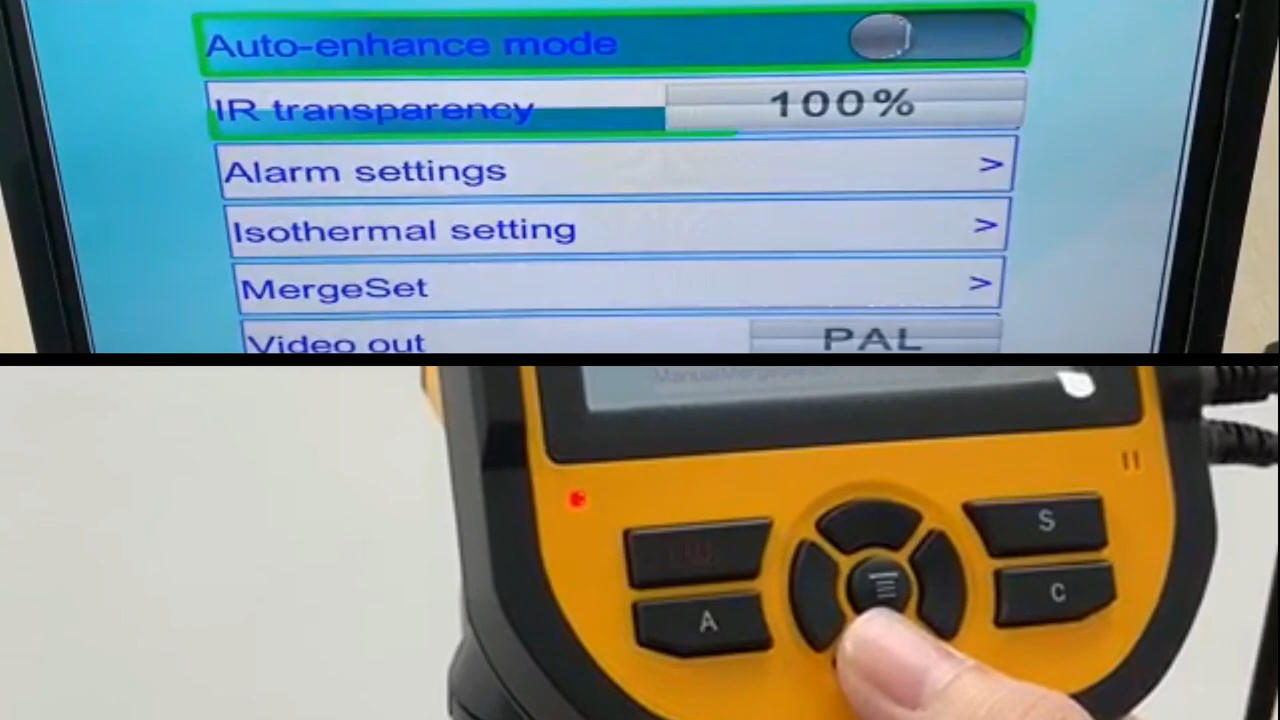 Auto-enhance mode
IR transparency 100%
Alarm settings >
Isothermal setting >
MergeSet >
Video out PAL
S
A
C